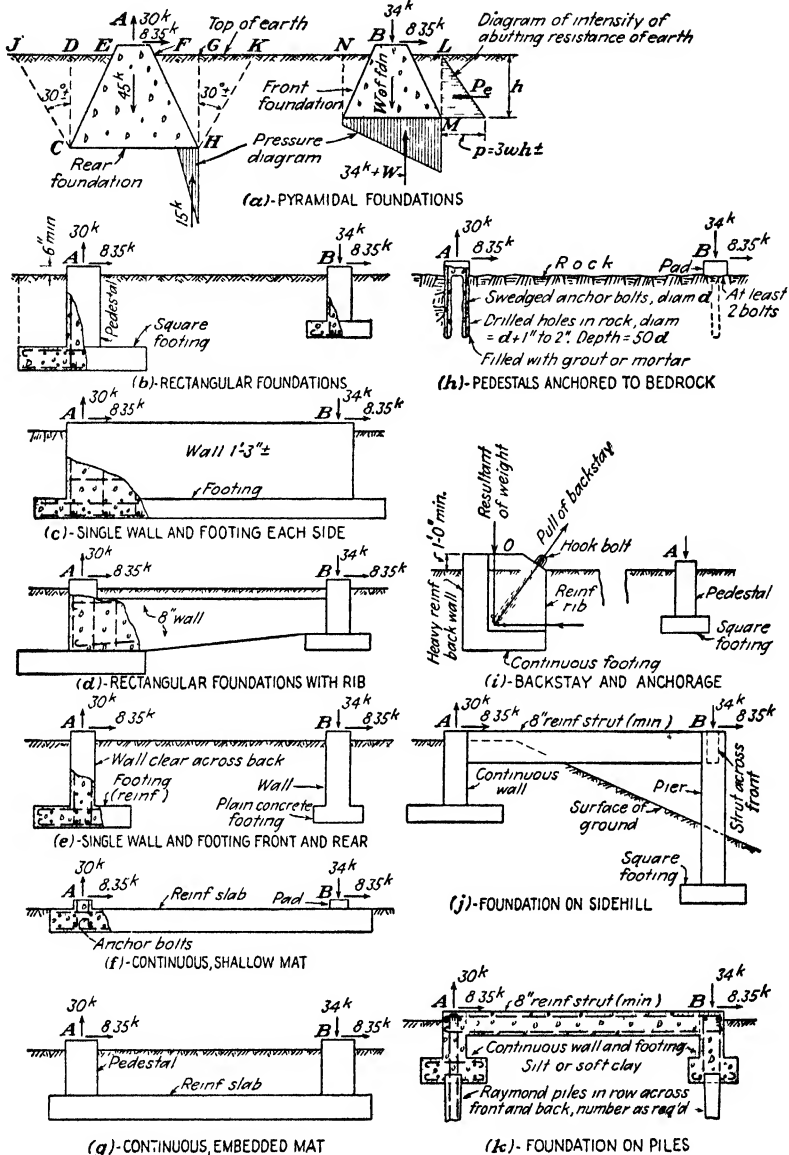 A 30k 8.35k
J D E F G K
Top of earth
45k
30°± 30°±
C H
Rear foundation
15k
Pressure diagram
N B 34k 8.35k L
Diagram of intensity of abutting resistance of earth
Front foundation
W of fdn
Pe
h
M
p=3wh±
34k+W
(a)-PYRAMIDAL FOUNDATIONS
6" min
A 30k 8.35k
B 34k 8.35k
Pedestal
Square footing
(b)-RECTANGULAR FOUNDATIONS
A 30k 8.35k
B 34k 8.35k
Rock
Pad
Swedged anchor bolts, diam d
At least 2 bolts
Drilled holes in rock, diam = d+1" to 2". Depth=50d
Filled with grout or mortar
(h)-PEDESTALS ANCHORED TO BEDROCK
A 30k 8.35k
B 34k 8.35k
Wall 1'-3"±
Footing
(c)-SINGLE WALL AND FOOTING EACH SIDE
A 30k 8.35k
B 34k 8.35k
8" wall
(d)-RECTANGULAR FOUNDATIONS WITH RIB
1'-0" min.
Resultant of weight
O
Pull of backstay
Hook bolt
Heavy reinf back wall
Reinf rib
Continuous footing
A
Pedestal
Square footing
(i)-BACKSTAY AND ANCHORAGE
A 30k 8.35k
B 34k 8.35k
Wall clear across back
Footing (reinf)
Wall
Plain concrete footing
(e)-SINGLE WALL AND FOOTING FRONT AND REAR
A 30k 8.35k
B 34k 8.35k
8" reinf strut (min)
Continuous wall
Pier
Strut across front
Surface of ground
Square footing
(j)-FOUNDATION ON SIDEHILL
A 30k 8.35k
B 34k 8.35k
Reinf slab
Pad
Anchor bolts
(f)-CONTINUOUS, SHALLOW MAT
A 30k 8.35k
B 34k 8.35k
Pedestal
Reinf slab
(g)-CONTINUOUS, EMBEDDED MAT
A 30k 8.35k
B 34k 8.35k
8" reinf strut (min)
Continuous wall and footing
Silt or soft clay
Raymond piles in row across front and back, number as req'd
(k)- FOUNDATION ON PILES